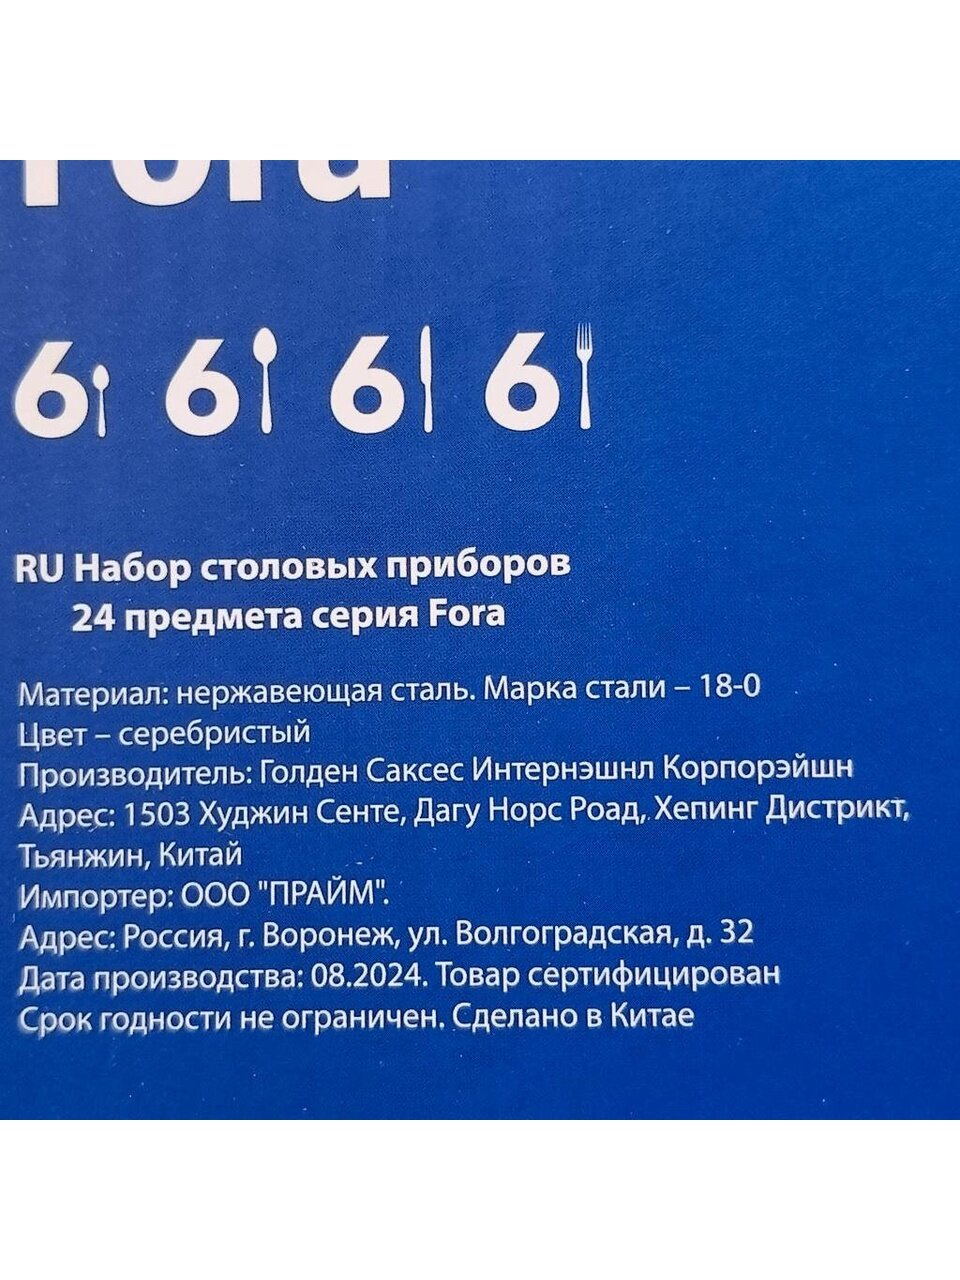 Fora
6 6 6 6
RU Набор столовых приборов
24 предмета серия Fora
Материал: нержавеющая сталь. Марка стали – 18-0
Цвет – серебристый
Производитель: Голден Саксес Интернэшнл Корпорэйшн
Адрес: 1503 Худжин Сенте, Дагу Норс Роад, Хепинг Дистрикт,
Тьянжин, Китай
Импортер: ООО "ПРАЙМ".
Адрес: Россия, г. Воронеж, ул. Волгоградская, д. 32
Дата производства: 08.2024. Товар сертифицирован
Срок годности не ограничен. Сделано в Китае